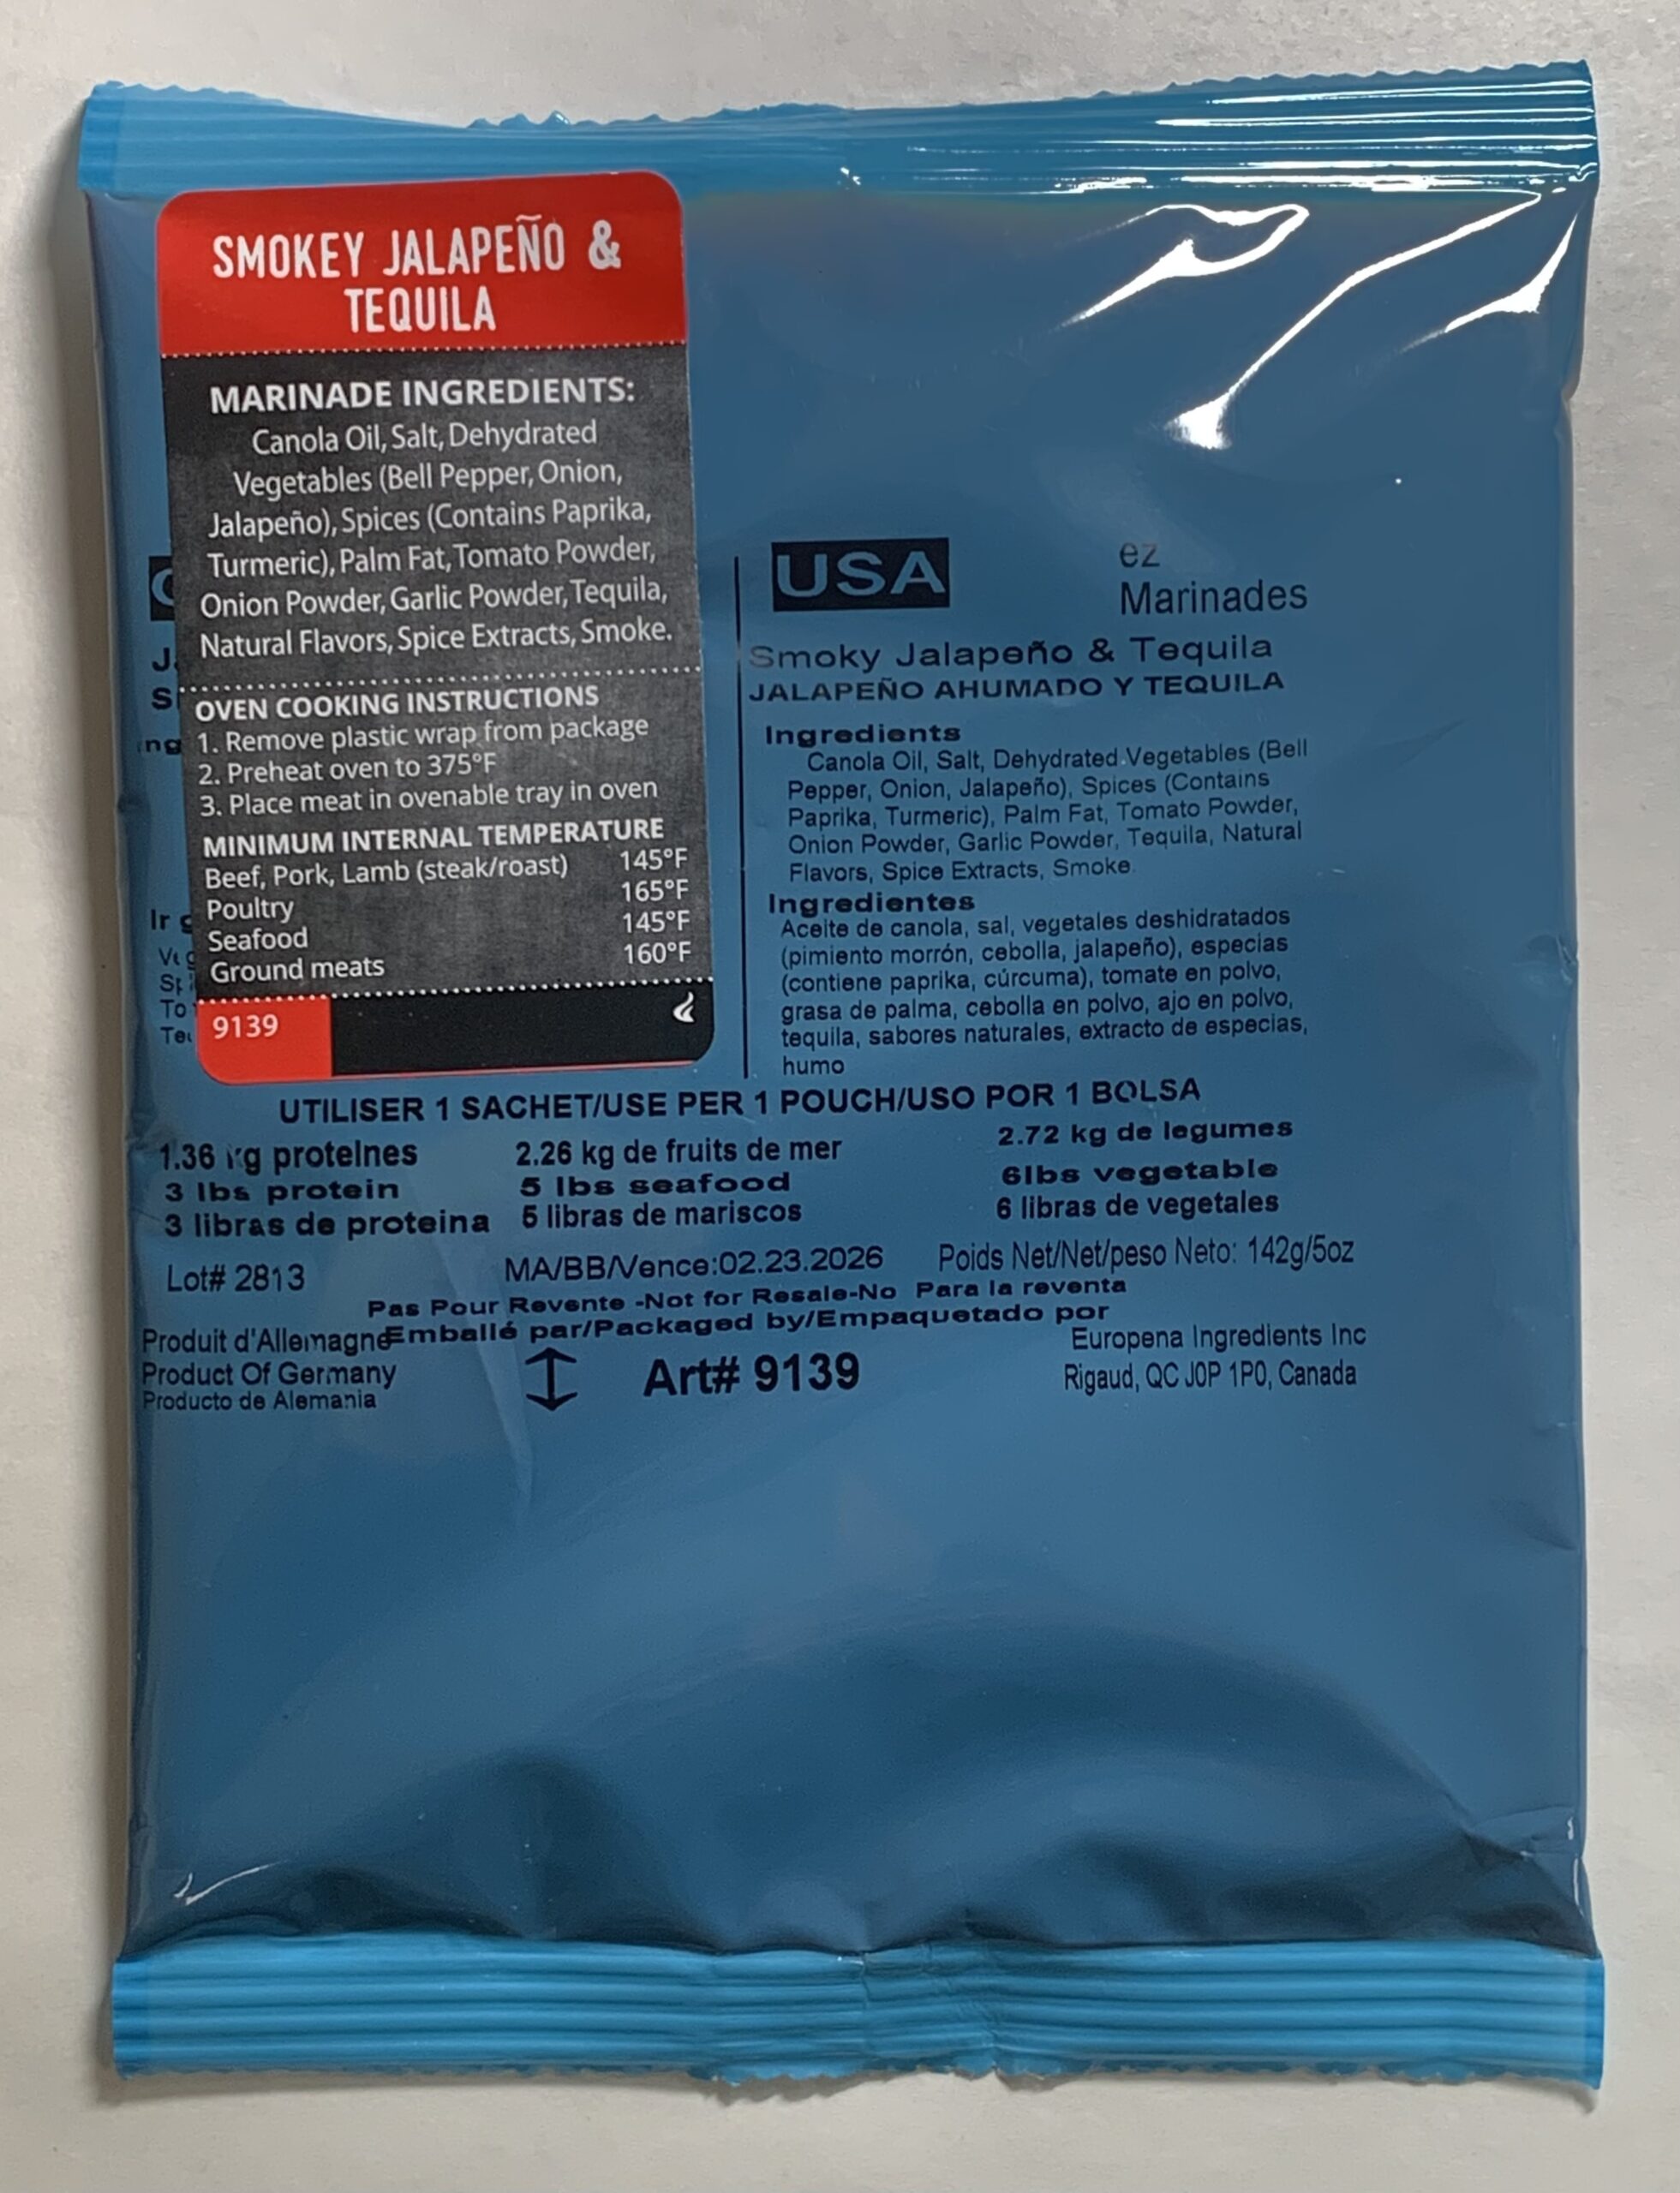 SMOKEY JALAPEÑO &
TEQUILA
MARINADE INGREDIENTS:
Canola Oil, Salt, Dehydrated
Vegetables (Bell Pepper, Onion,
Jalapeño), Spices (Contains Paprika,
Turmeric), Palm Fat, Tomato Powder,
Onion Powder, Garlic Powder, Tequila,
Natural Flavors, Spice Extracts, Smoke.
OVEN COOKING INSTRUCTIONS
1. Remove plastic wrap from package
2. Preheat oven to 375°F
3. Place meat in ovenable tray in oven
MINIMUM INTERNAL TEMPERATURE
Beef, Pork, Lamb (steak/roast) 145°F
Poultry 165°F
Seafood 145°F
Ground meats 160°F
9139
USA
ez
Marinades
Smoky Jalapeño & Tequila
JALAPEÑO AHUMADO Y TEQUILA
Ingredients
Canola Oil, Salt, Dehydrated Vegetables (Bell
Pepper, Onion, Jalapeño), Spices (Contains
Paprika, Turmeric), Palm Fat, Tomato Powder,
Onion Powder, Garlic Powder, Tequila, Natural
Flavors, Spice Extracts, Smoke
Ingredientes
Aceite de canola, sal, vegetales deshidratados
(pimiento morrón, cebolla, jalapeño), especias
(contiene paprika, cúrcuma), tomate en polvo,
grasa de palma, cebolla en polvo, ajo en polvo,
tequila, sabores naturales, extracto de especias,
humo
UTILISER 1 SACHET/USE PER 1 POUCH/USO POR 1 BOLSA
1.36 kg proteInes
3 lbs protein
3 libras de proteina
2.26 kg de fruits de mer
5 lbs seafood
5 libras de mariscos
2.72 kg de legumes
6lbs vegetable
6 libras de vegetales
Lot# 2813
MA/BB/Vence:02.23.2026
Poids Net/Net/peso Neto: 142g/5oz
Pas Pour Revente -Not for Resale-No Para la reventa
Emballé par/Packaged by/Empaquetado por
Produit d'Allemagne
Product Of Germany
Producto de Alemania
Art# 9139
Europena Ingredients Inc
Rigaud, QC J0P 1P0, Canada